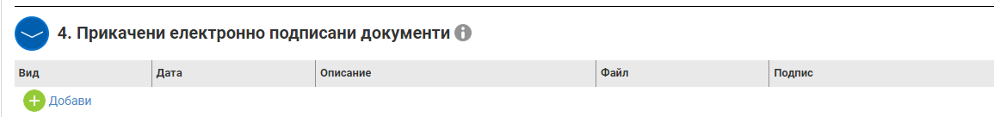 4. Прикачени електронно подписани документи
Вид Дата Описание Файл Подпис
Добави